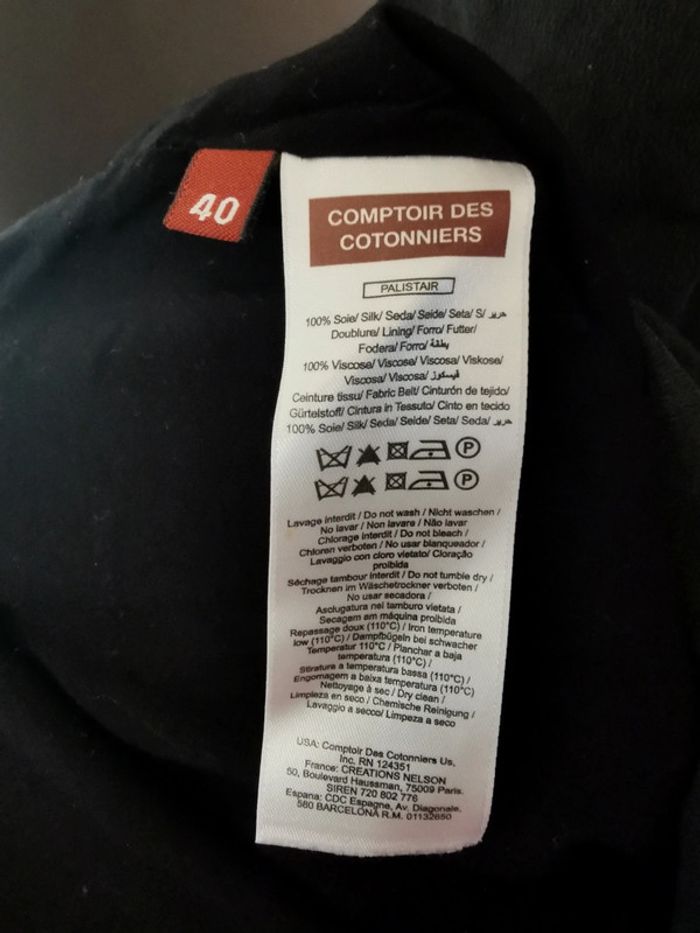 40
COMPTOIR DES
COTONNIERS
PALISTAIR
100% Soie/ Silk/ Seda/ Seide/ Seta/ S/ حرير
Doublure/ Lining/ Forro/ Futter/
Fodera/ Forro/ بطانة
100% Viscose/ Viscose/ Viscosa/ Viskose/
Viscosa/ Viscosa/ فيسكوز
Ceinture tissu/ Fabric Belt/ Cinturón de tejido/
Gürtelstoff/ Cintura in Tessuto/ Cinto en tecido
100% Soie/ Silk/ Seda/ Seide/ Seta/ Seda/ حرير
P
P
Lavage interdit / Do not wash / Nicht waschen /
No lavar / Non lavare / Não lavar
Chlorage interdit / Do not bleach /
Chloren verboten / No usar blanqueador /
Lavaggio con cloro vietato/ Cloração
proibida
Séchage tambour interdit / Do not tumble dry /
Trocknen im Wäschetrockner verboten /
No usar secadora /
Asciugatura nel tamburo vietata /
Secagem am máquina proibida
Repassage doux (110°C) / Iron temperature
low (110°C) / Dampfbügeln bei schwacher
Temperatur 110°C / Planchar a baja
temperatura (110°C) /
Stiratura a temperatura bassa (110°C) /
Engomagem a baixa temperatura (110°C)
Nettoyage à sec / Dry clean /
Limpieza en seco / Chemische Reinigung /
Lavaggio a secco/ Limpeza a seco
USA: Comptoir Des Cotonniers Us,
Inc. RN 124351
France: CREATIONS NELSON
50, Boulevard Haussman, 75009 Paris.
SIREN 720 802 776
Espana: CDC Espagne, Av. Diagonale.
580 BARCELONA R.M. 01132650